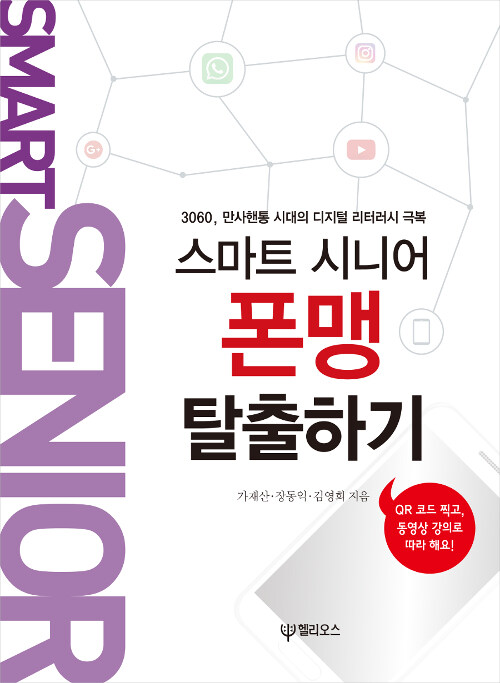 SMART
SENIOR
3060, 만사핸통 시대의 디지털 리터러시 극복
스마트 시니어
폰맹
탈출하기
가재산·장동익·김영희 지음
QR 코드 찍고,
동영상 강의로
따라 해요!
헬리오스